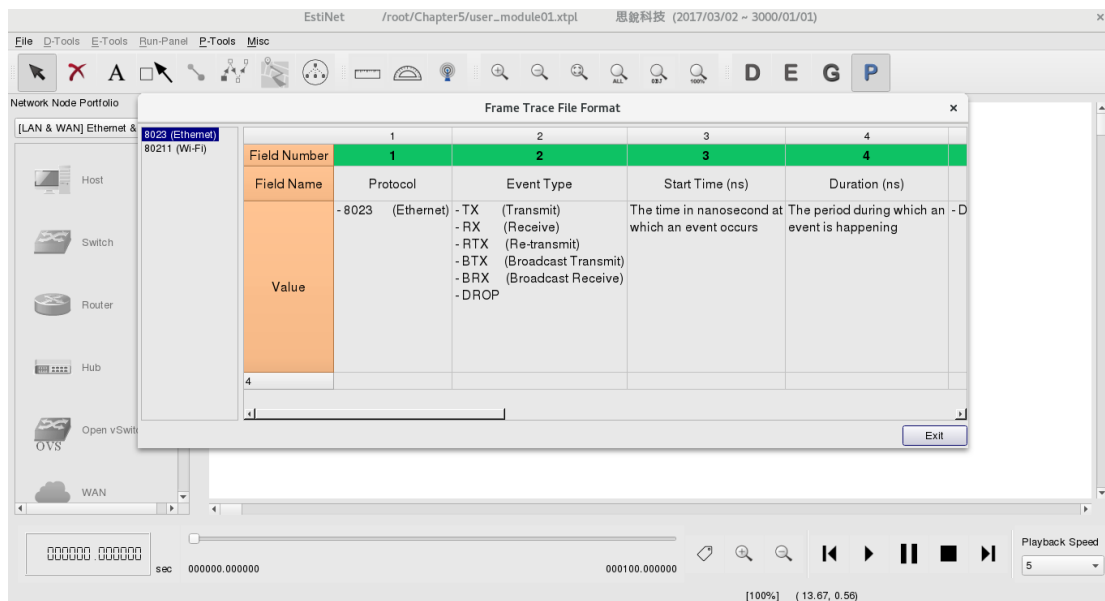 EstiNet /root/Chapter5/user_module01.xtpl 思銳科技 (2017/03/02 ~ 3000/01/01) ×
File D-Tools E-Tools Run-Panel P-Tools Misc
A ALL OBJ 100% D E G P
Network Node Portfolio
[LAN & WAN] Ethernet &
Host
Switch
Router
Hub
Open vSwit
OVS
WAN
Frame Trace File Format ×
8023 (Ethernet)
80211 (Wi-Fi)
1 2 3 4
Field Number 1 2 3 4
Field Name Protocol Event Type Start Time (ns) Duration (ns)
Value
- 8023 (Ethernet)
- TX (Transmit)
- RX (Receive)
- RTX (Re-transmit)
- BTX (Broadcast Transmit)
- BRX (Broadcast Receive)
- DROP
The time in nanosecond at
which an event occurs
The period during which an
event is happening
- D
4
Exit
000000.000000 sec
000000.000000 000100.000000
Playback Speed
5
[100%] ( 13.67, 0.56)